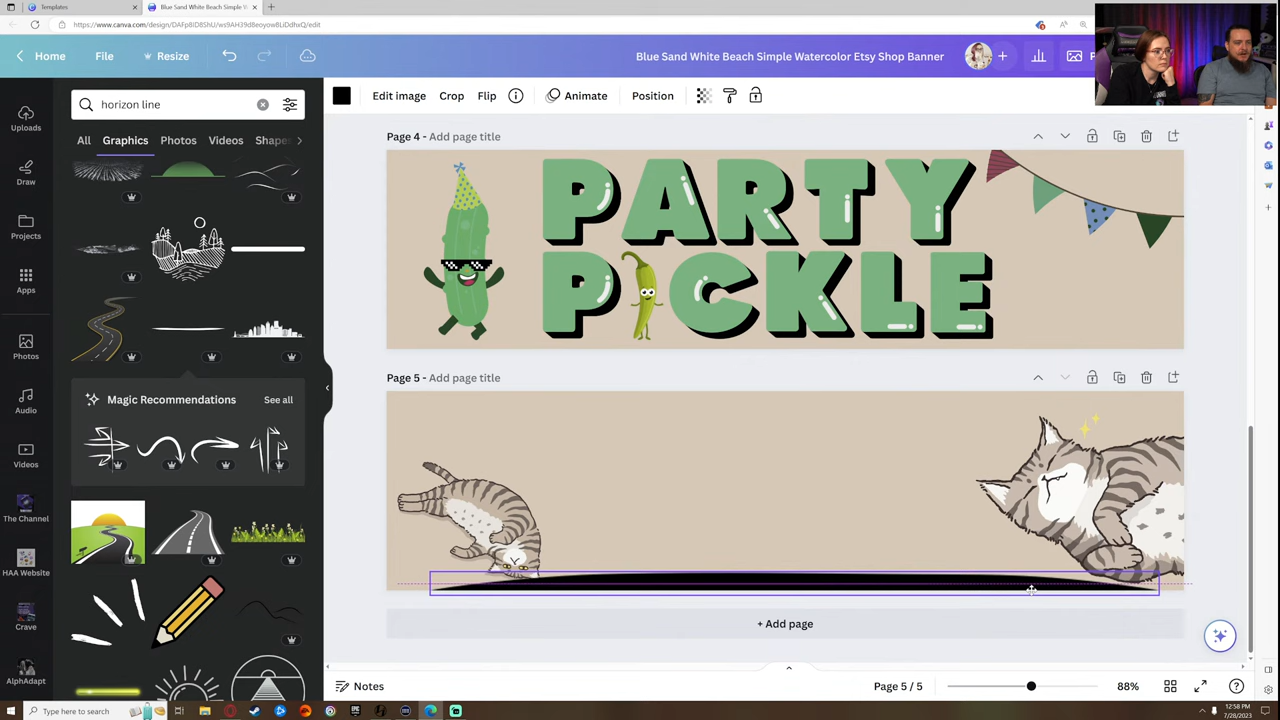 Templates
Blue Sand White Beach Simple W
https://www.canva.com/design/DAFp8ID8ShU/ws9AH39d8eoyow8LiDdhxQ/edit
Home
File
Resize
Blue Sand White Beach Simple Watercolor Etsy Shop Banner
horizon line
Edit image
Crop
Flip
Animate
Position
Uploads
Draw
Projects
Apps
Photos
Audio
Videos
The Channel
HAA Website
Crave
AlphAdapt
All
Graphics
Photos
Videos
Shape
Magic Recommendations
See all
Page 4 - Add page title
PARTY
PICKLE
Page 5 - Add page title
+ Add page
Notes
Page 5 / 5
88%
Type here to search
12:58 PM
7/28/2023